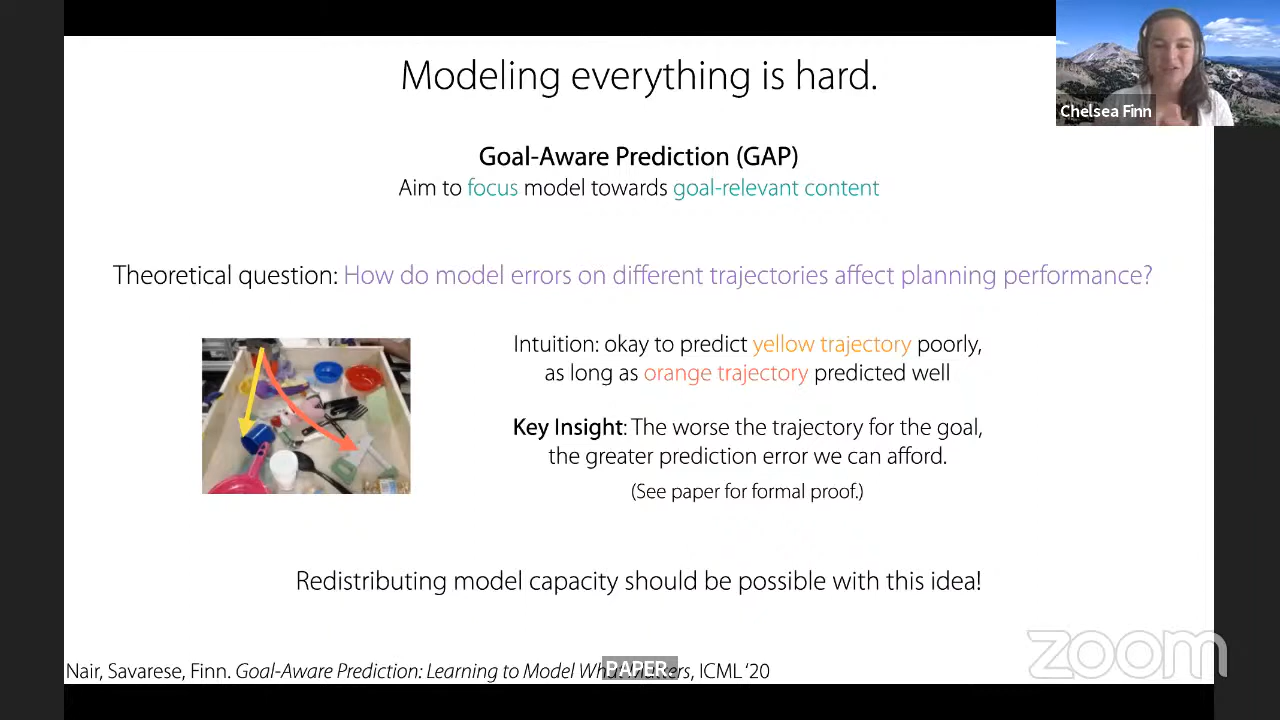 Modeling everything is hard.
Chelsea Finn
Goal-Aware Prediction (GAP)
Aim to focus model towards goal-relevant content
Theoretical question: How do model errors on different trajectories affect planning performance?
Intuition: okay to predict yellow trajectory poorly,
as long as orange trajectory predicted well
Key Insight: The worse the trajectory for the goal,
the greater prediction error we can afford.
(See paper for formal proof.)
Redistributing model capacity should be possible with this idea!
zoom
Nair, Savarese, Finn. Goal-Aware Prediction: Learning to Model What Matters, ICML ‘20
PAPER.